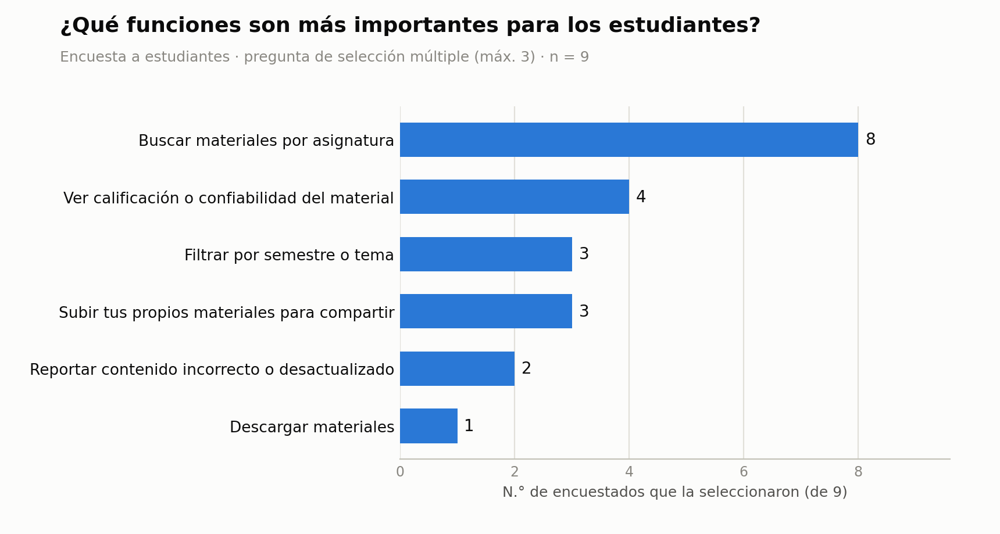 ¿Qué funciones son más importantes para los estudiantes?
Encuesta a estudiantes · pregunta de selección múltiple (máx. 3) · n = 9
Buscar materiales por asignatura 8
Ver calificación o confiabilidad del material 4
Filtrar por semestre o tema 3
Subir tus propios materiales para compartir 3
Reportar contenido incorrecto o desactualizado 2
Descargar materiales 1
0 2 4 6 8
N.° de encuestados que la seleccionaron (de 9)